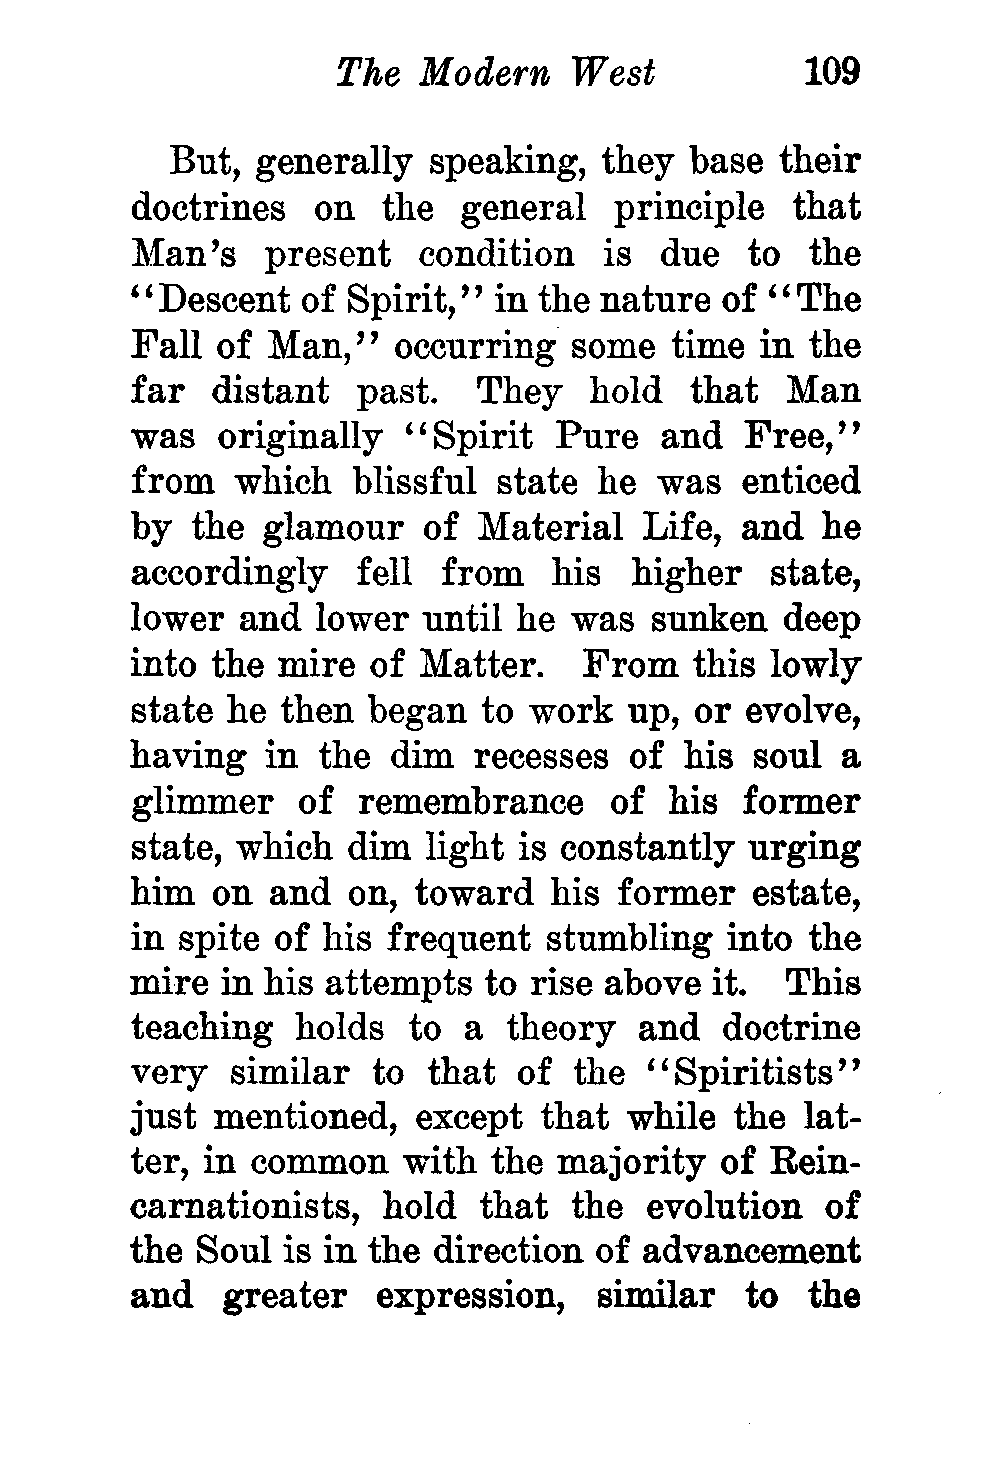 The Modern West 109
But, generally speaking, they base their
doctrines on the general principle that
Man's present condition is due to the
"Descent of Spirit," in the nature of "The
Fall of Man," occurring some time in the
far distant past. They hold that Man
was originally "Spirit Pure and Free,"
from which blissful state he was enticed
by the glamour of Material Life, and he
accordingly fell from his higher state,
lower and lower until he was sunken deep
into the mire of Matter. From this lowly
state he then began to work up, or evolve,
having in the dim recesses of his soul a
glimmer of remembrance of his former
state, which dim light is constantly urging
him on and on, toward his former estate,
in spite of his frequent stumbling into the
mire in his attempts to rise above it. This
teaching holds to a theory and doctrine
very similar to that of the "Spiritists"
just mentioned, except that while the lat-
ter, in common with the majority of Rein-
carnationists, hold that the evolution of
the Soul is in the direction of advancement
and greater expression, similar to the